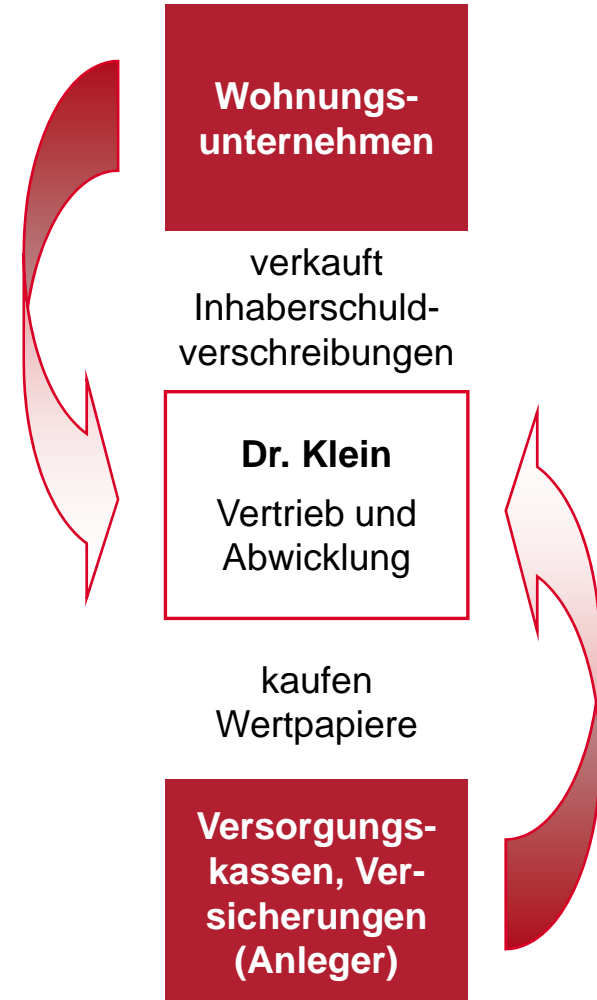 Wohnungs-
unternehmen
verkauft
Inhaberschuld-
verschreibungen
Dr. Klein
Vertrieb und
Abwicklung
kaufen
Wertpapiere
Versorgungs-
kassen, Ver-
sicherungen
(Anleger)